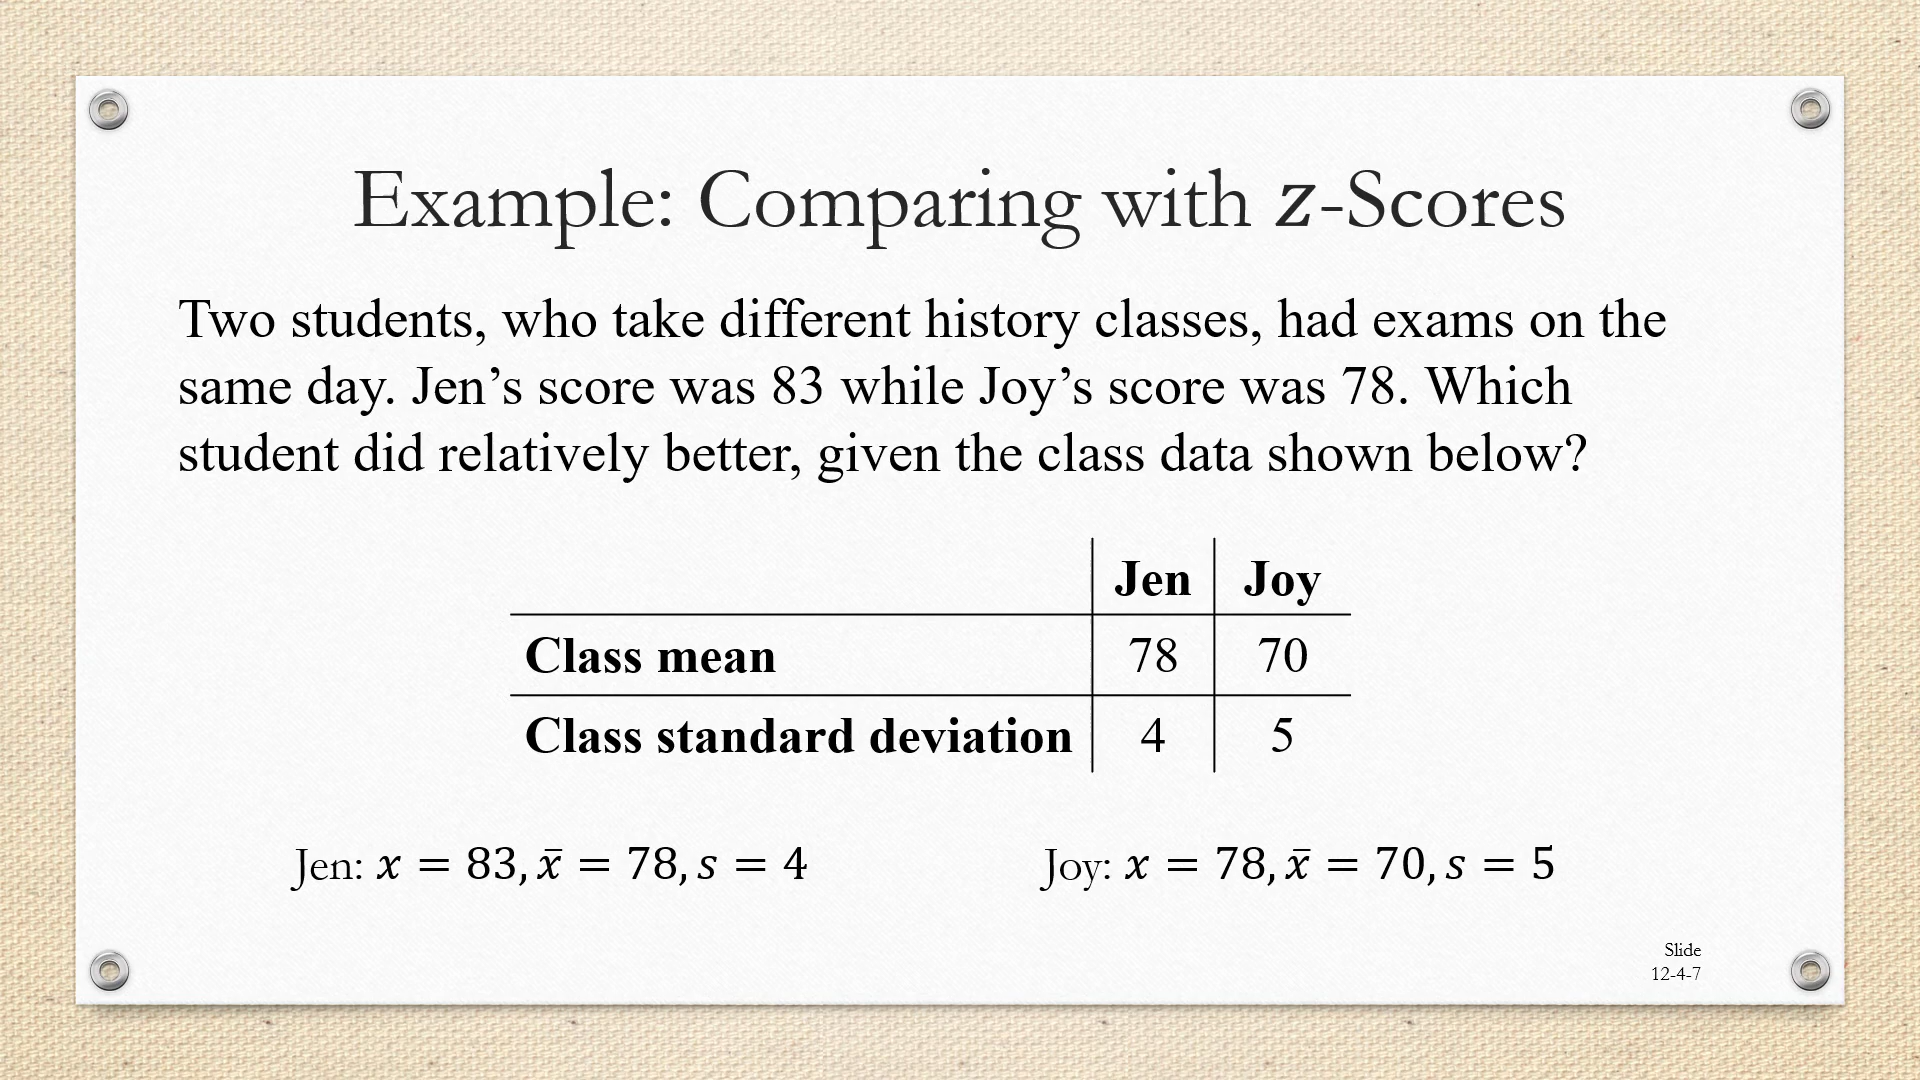 Example: Comparing with z-Scores
Two students, who take different history classes, had exams on the
same day. Jen’s score was 83 while Joy’s score was 78. Which
student did relatively better, given the class data shown below?
Jen Joy
Class mean 78 70
Class standard deviation 4 5
Jen: x = 83, x̄ = 78, s = 4
Joy: x = 78, x̄ = 70, s = 5
Slide
12-4-7